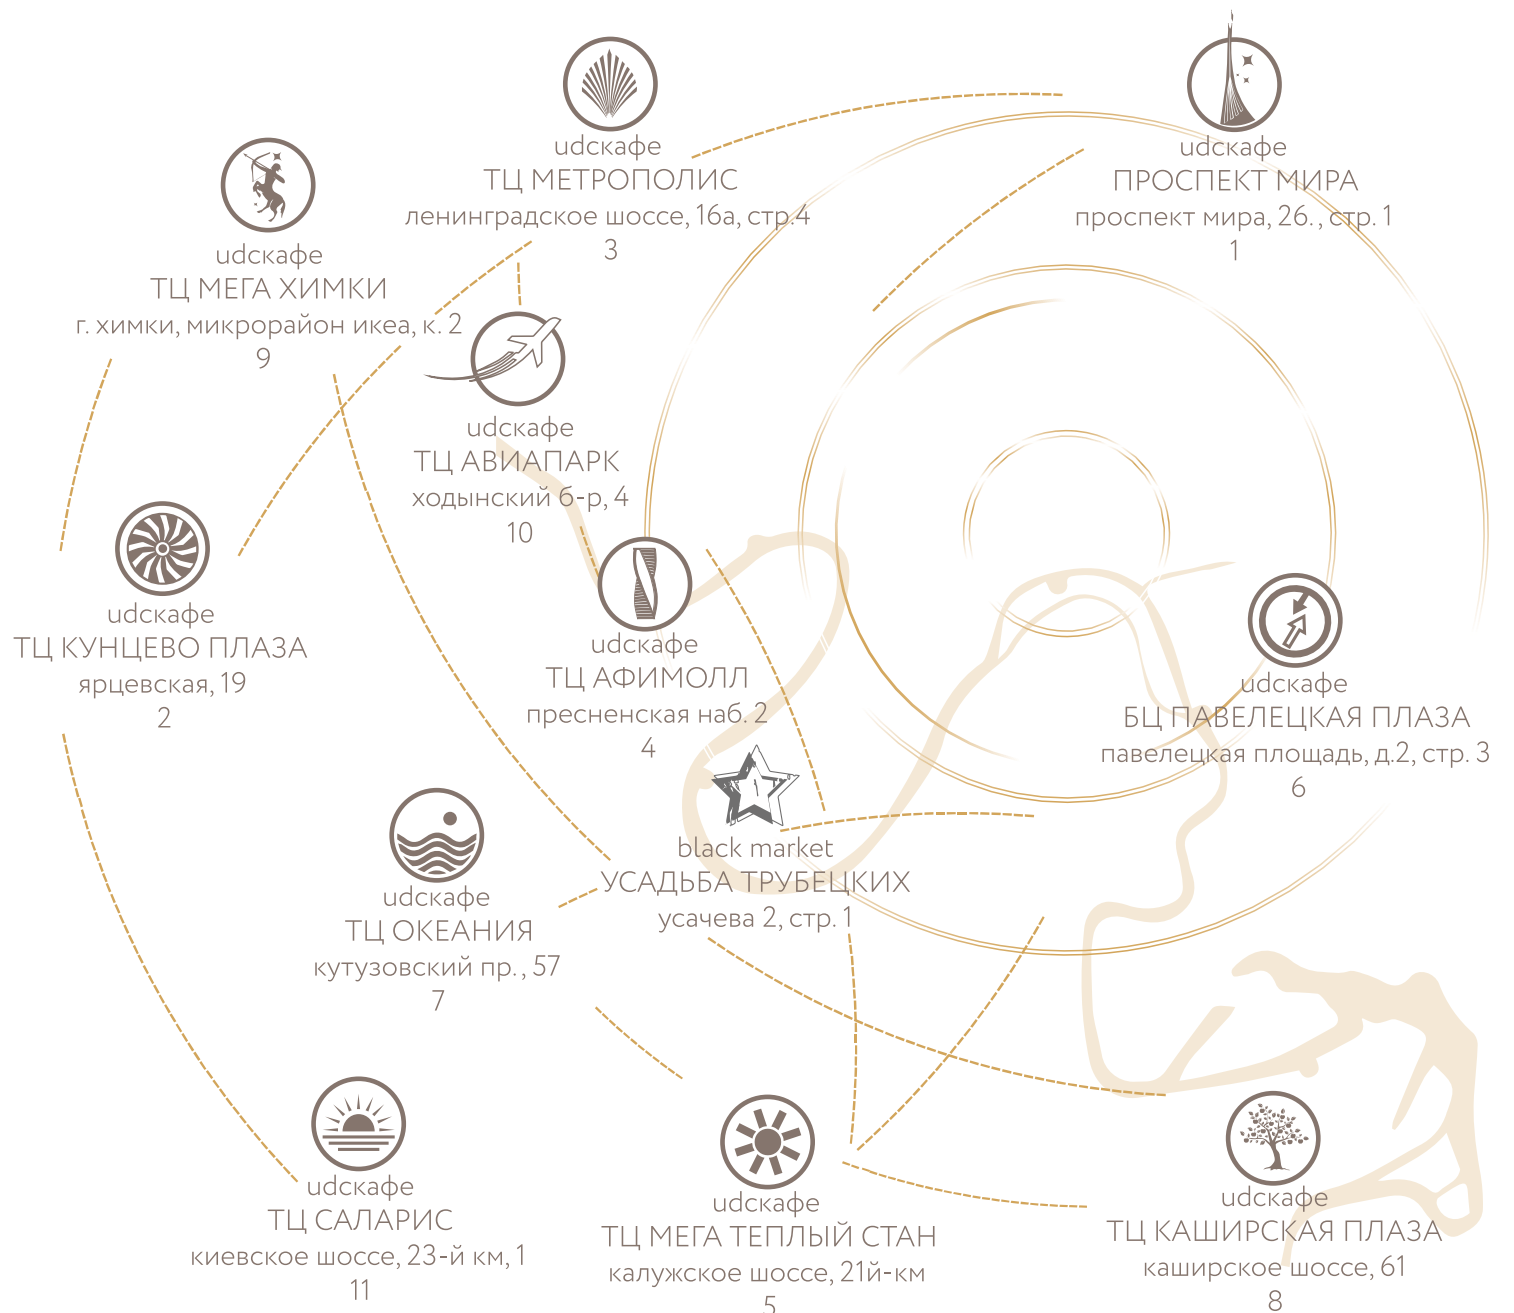 udcкафе
ТЦ МЕТРОПОЛИС
ленинградское шоссе, 16а, стр.4
3
udcкафе
ПРОСПЕКТ МИРА
проспект мира, 26., стр. 1
1
udcкафе
ТЦ МЕГА ХИМКИ
г. химки, микрорайон икеа, к. 2
9
udcкафе
ТЦ АВИАПАРК
ходынский б-р, 4
10
udcкафе
ТЦ КУНЦЕВО ПЛАЗА
ярцевская, 19
2
udcкафе
ТЦ АФИМОЛЛ
пресненская наб. 2
4
udcкафе
БЦ ПАВЕЛЕЦКАЯ ПЛАЗА
павелецкая площадь, д.2, стр. 3
6
black market
УСАДЬБА ТРУБЕЦКИХ
усачева 2, стр. 1
udcкафе
ТЦ ОКЕАНИЯ
кутузовский пр., 57
7
udcкафе
ТЦ САЛАРИС
киевское шоссе, 23-й км, 1
11
udcкафе
ТЦ МЕГА ТЕПЛЫЙ СТАН
калужское шоссе, 21й-км
5
udcкафе
ТЦ КАШИРСКАЯ ПЛАЗА
каширское шоссе, 61
8